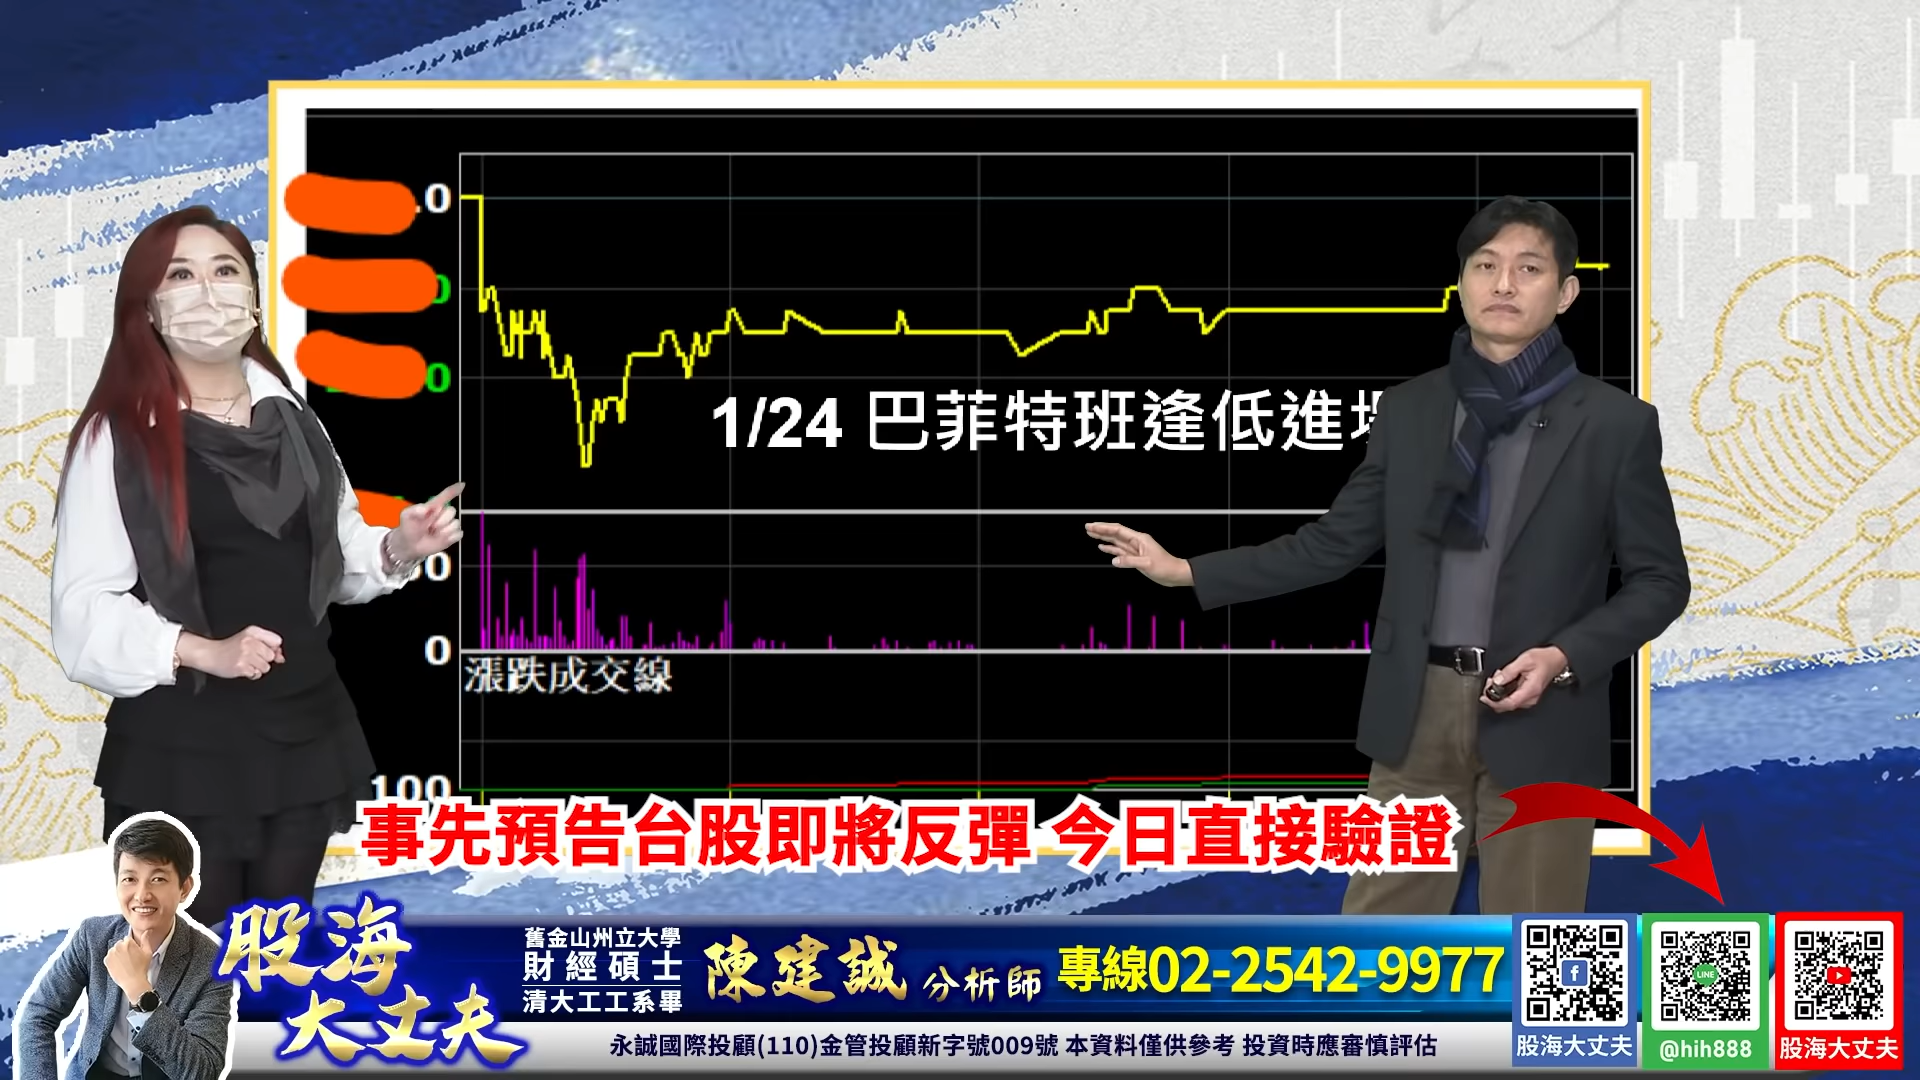 .0
0
0
1/24 巴菲特班逢低進
50
0
漲跌成交線
100
事先預告台股即將反彈 今日直接驗證
股海
大丈夫
舊金山州立大學
財經碩士
清大工工系畢
陳建誠 分析師
專線02-2542-9977
永誠國際投顧(110)金管投顧新字號009號 本資料僅供參考 投資時應審慎評估
f
股海大丈夫
LINE
@hih888
股海大丈夫